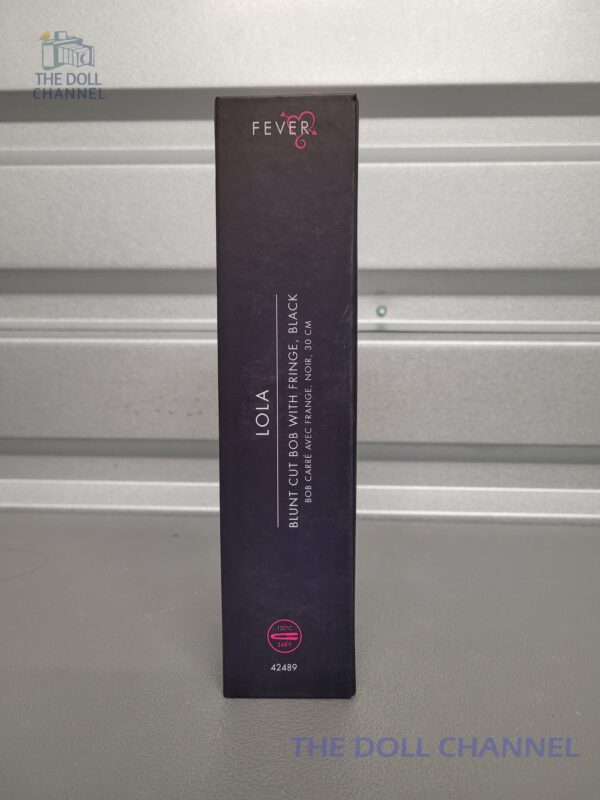 THE DOLL
CHANNEL
FEVER
LOLA
BLUNT CUT BOB WITH FRINGE, BLACK
BOB CARRÉ AVEC FRANGE, NOIR, 30 CM
120°C
248°F
42489
THE DOLL CHANNEL